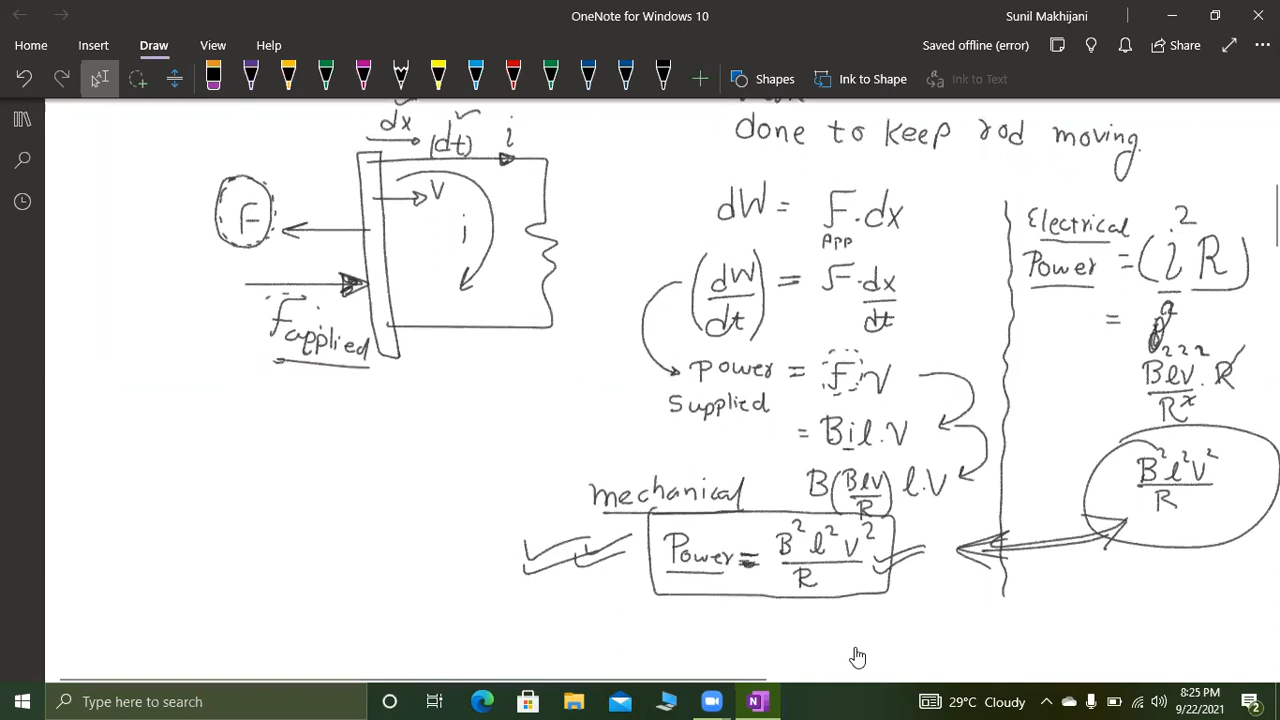 OneNote for Windows 10
Sunil Makhijani
Home Insert Draw View Help
Saved offline (error)
Share
Shapes
Ink to Shape
Ink to Text
dx
(dt)
i
V
i
F
F applied
done to keep rod moving.
dW = F.dx
App
(dW/dt) = F.dx/dt
Power = F V
Supplied
= Bil.V
B(Blv/R) l.V
mechanical
Power = B²l²v²/R
Electrical
Power = (i²R)
=
B²l²v²/R² . R
B²l²V²/R
Type here to search
29°C Cloudy
8:25 PM
9/22/2021
2